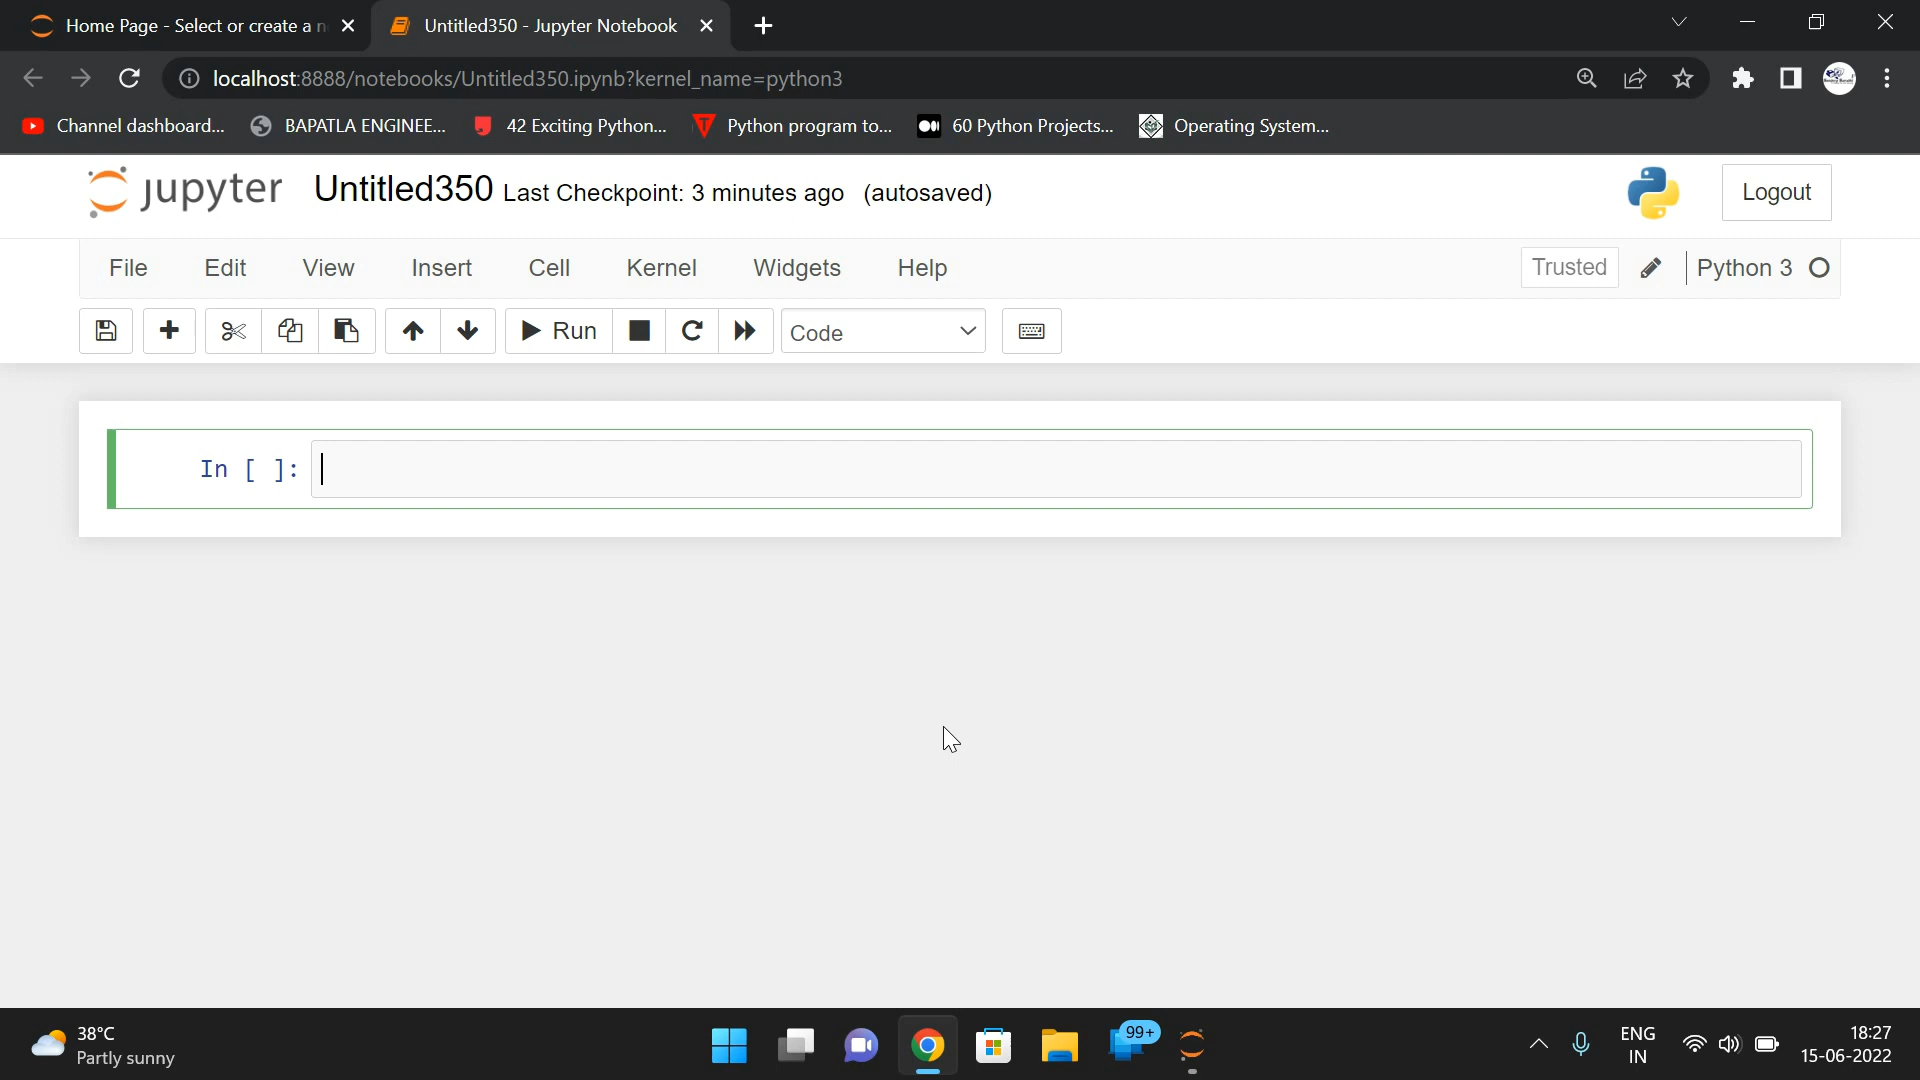 Home Page - Select or create a n
Untitled350 - Jupyter Notebook
localhost:8888/notebooks/Untitled350.ipynb?kernel_name=python3
Channel dashboard...
BAPATLA ENGINEE...
42 Exciting Python...
Python program to...
60 Python Projects...
Operating System...
jupyter Untitled350 Last Checkpoint: 3 minutes ago (autosaved)
Logout
File Edit View Insert Cell Kernel Widgets Help
Trusted
Python 3
Run
Code
In [ ]:
38°C
Partly sunny
99+
ENG
IN
18:27
15-06-2022